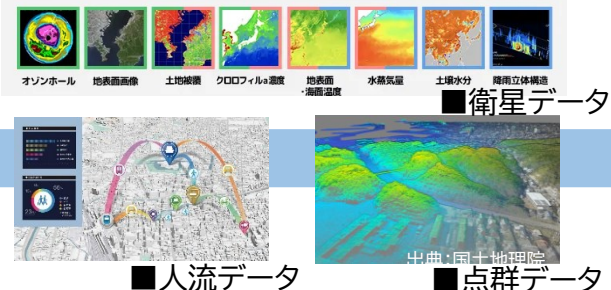 オゾンホール 地表面画像 土地被覆 クロロフィルa濃度 地表面・海面温度 水蒸気量 土壌水分 降雨立体構造
■衛星データ
出典:国土地理院
■人流データ ■点群データ